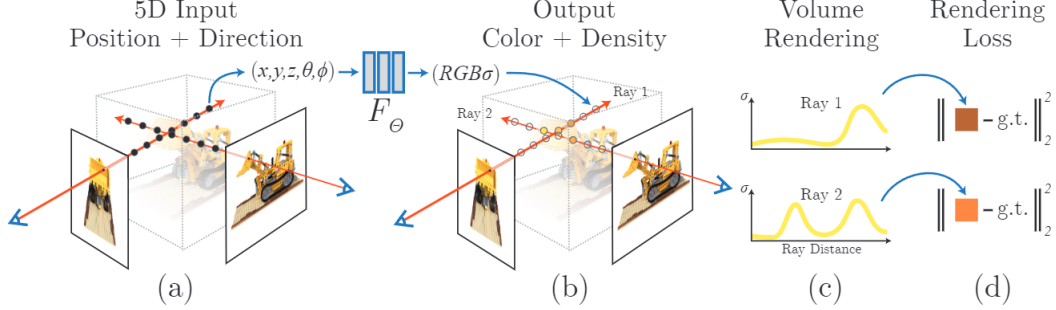 5D Input
Position + Direction
Output
Color + Density
Volume
Rendering
Rendering
Loss
(x,y,z,θ,ϕ)
F_Θ
(RGBσ)
Ray 1
Ray 2
σ
Ray 1
‖ - g.t. ‖²₂
σ
Ray 2
Ray Distance
‖ - g.t. ‖²₂
(a)
(b)
(c)
(d)